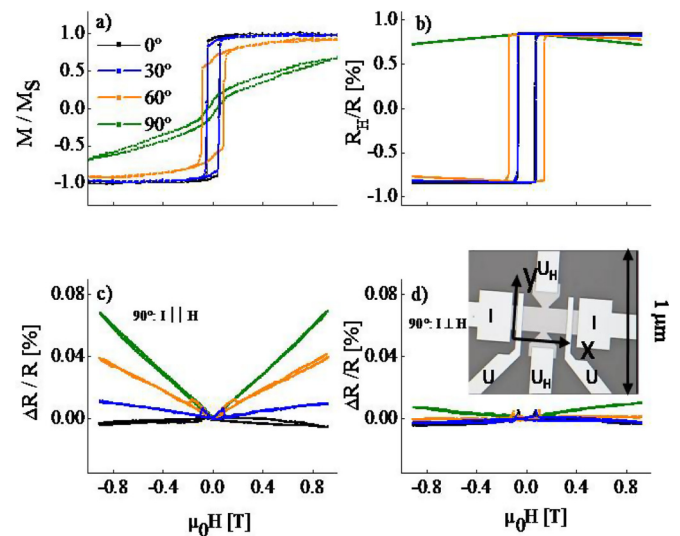 a)
1.0
0.5
0.0
-0.5
-1.0
M / M_S
0°
30°
60°
90°
b)
1.0
0.5
0.0
-0.5
-1.0
R_H/R [%]
c)
90°: I || H
0.08
0.04
0.00
ΔR / R [%]
-0.8 -0.4 0.0 0.4 0.8
μ₀H [T]
d)
90°: I ⊥ H
0.08
0.04
0.00
ΔR / R [%]
-0.8 -0.4 0.0 0.4 0.8
μ₀H [T]
y
U_H
I
I
X
U
U_H
U
1 μm